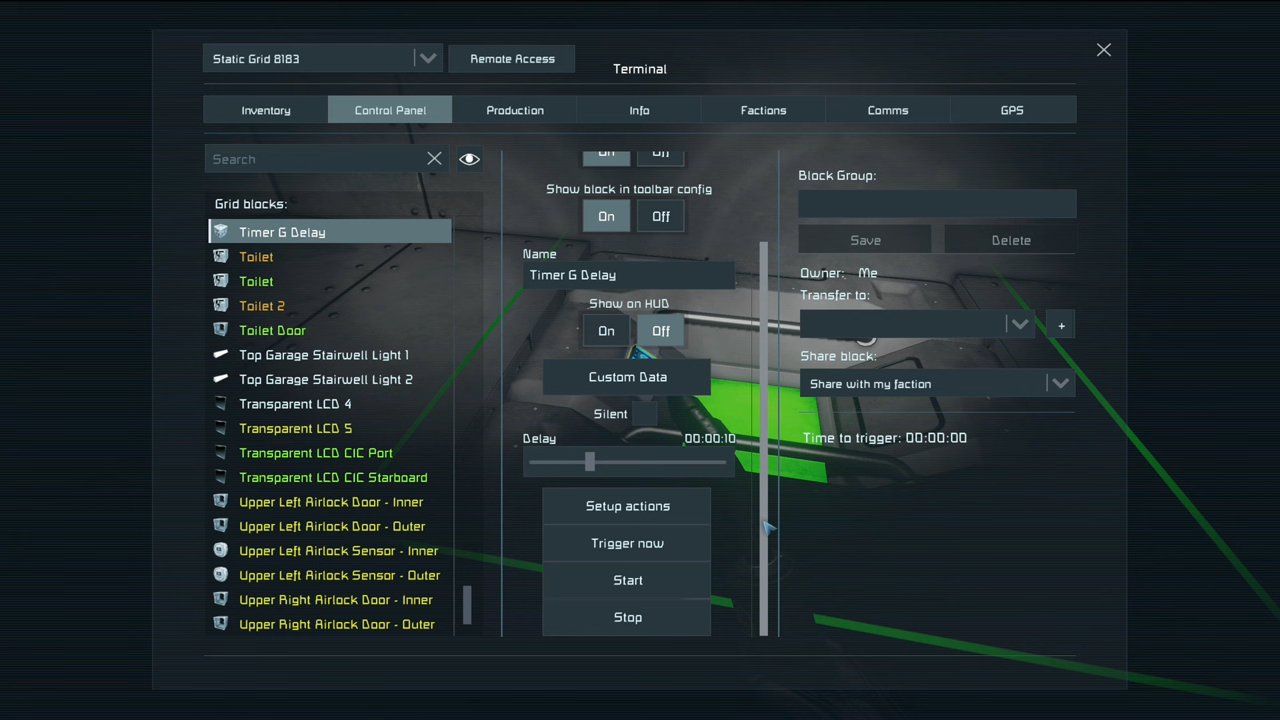 Static Grid 8183
Remote Access
Terminal
Inventory
Control Panel
Production
Info
Factions
Comms
GPS
Search
Grid blocks:
Timer G Delay
Toilet
Toilet
Toilet 2
Toilet Door
Top Garage Stairwell Light 1
Top Garage Stairwell Light 2
Transparent LCD 4
Transparent LCD 5
Transparent LCD CIC Port
Transparent LCD CIC Starboard
Upper Left Airlock Door - Inner
Upper Left Airlock Door - Outer
Upper Left Airlock Sensor - Inner
Upper Left Airlock Sensor - Outer
Upper Right Airlock Door - Inner
Upper Right Airlock Door - Outer
On Off
Show block in toolbar config
On Off
Name
Timer G Delay
Show on HUD
On Off
Custom Data
Silent
Delay 00:00:10
Setup actions
Trigger now
Start
Stop
Block Group:
Save Delete
Owner: Me
Transfer to:
+
Share block:
Share with my faction
Time to trigger: 00:00:00